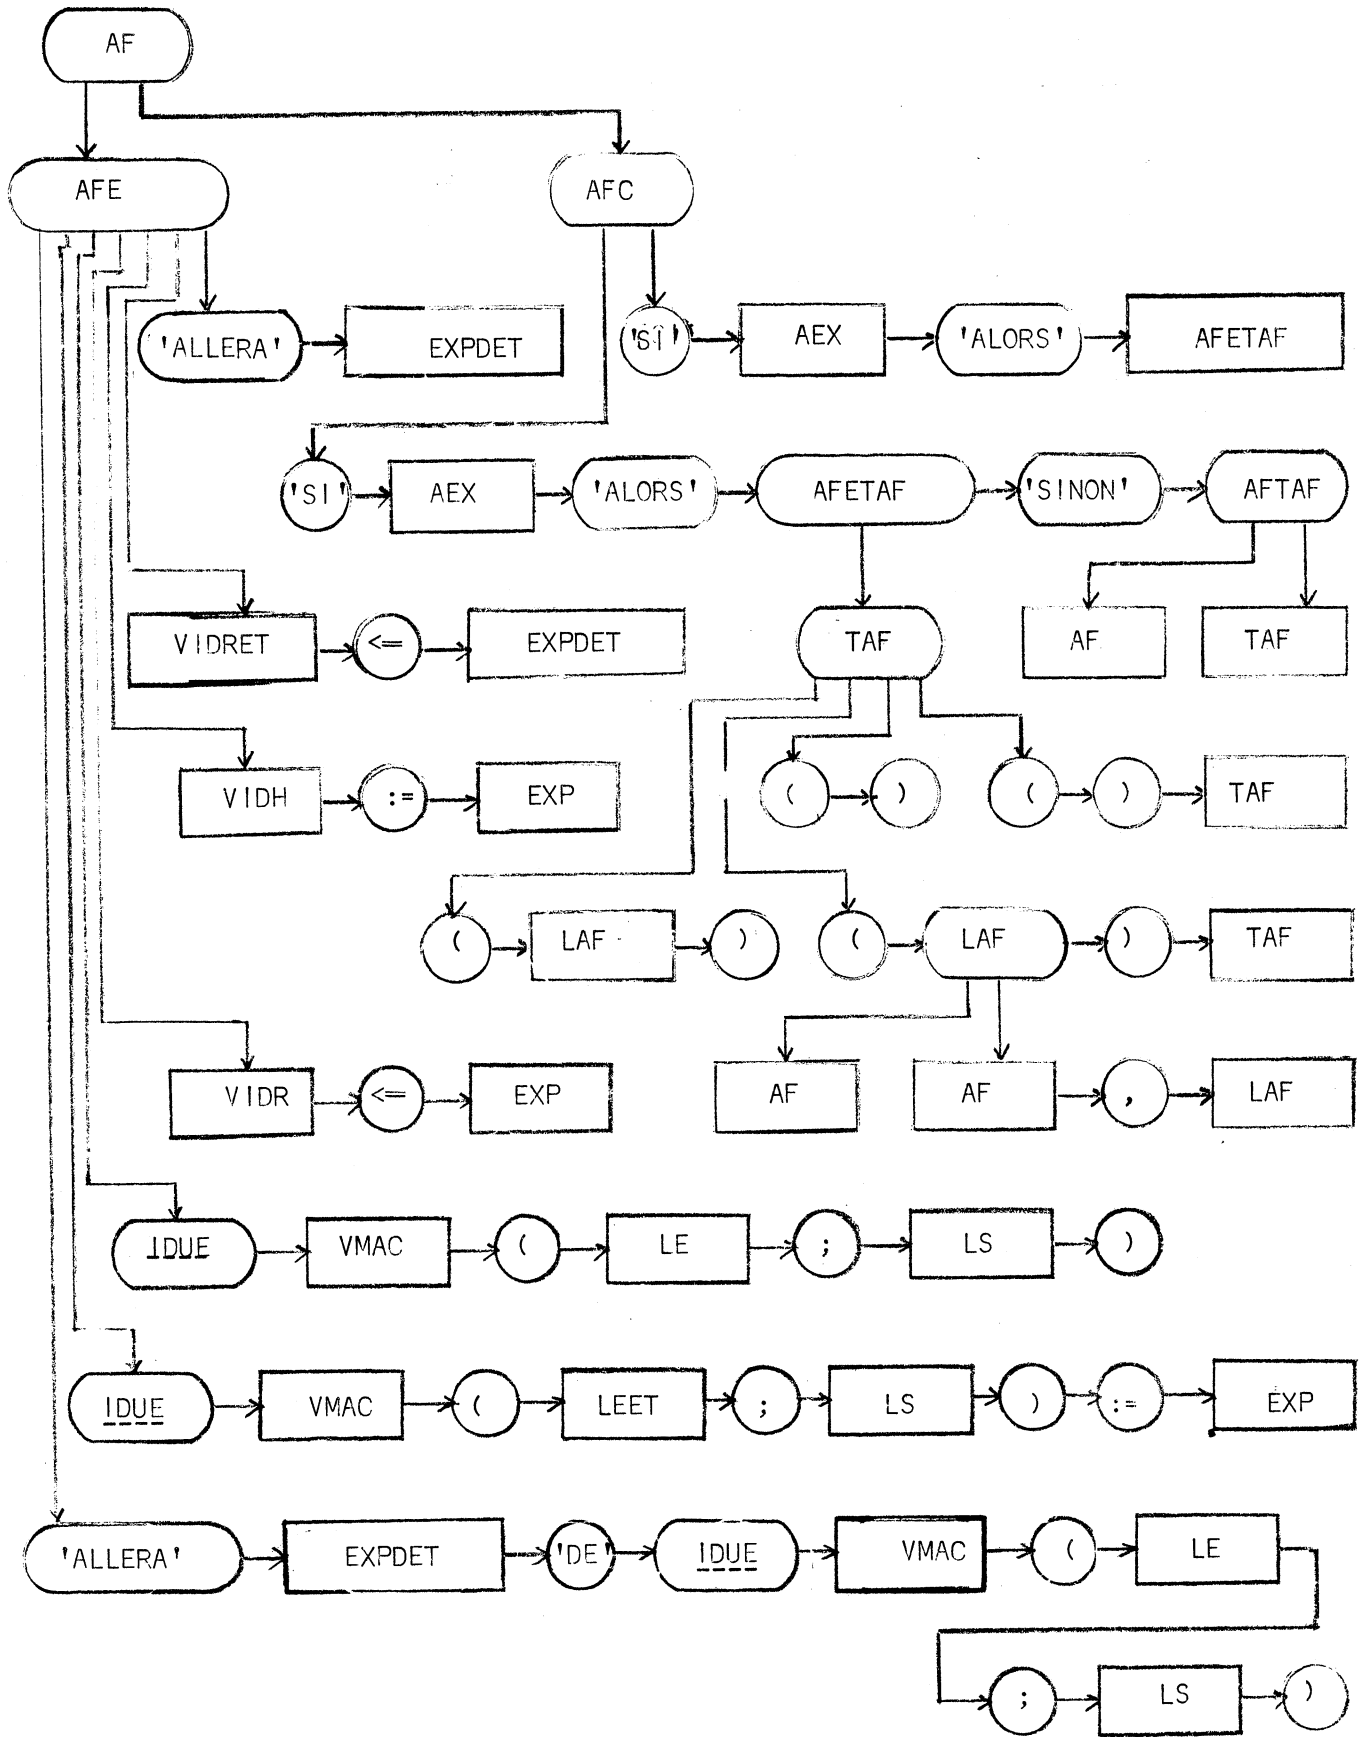 AF
AFE AFC
'ALLERA' EXPDET 'SI' AEX 'ALORS' AFETAF
'SI' AEX 'ALORS' AFETAF 'SINON' AFTAF
VIDRET <= EXPDET TAF AF TAF
VIDH := EXP ( ) ( ) TAF
( LAF ) ( LAF ) TAF
VIDR <= EXP AF AF , LAF
IDUE VMAC ( LE ; LS )
IDUE VMAC ( LEET ; LS ) := EXP
'ALLERA' EXPDET 'DE' IDUE VMAC ( LE
; LS )